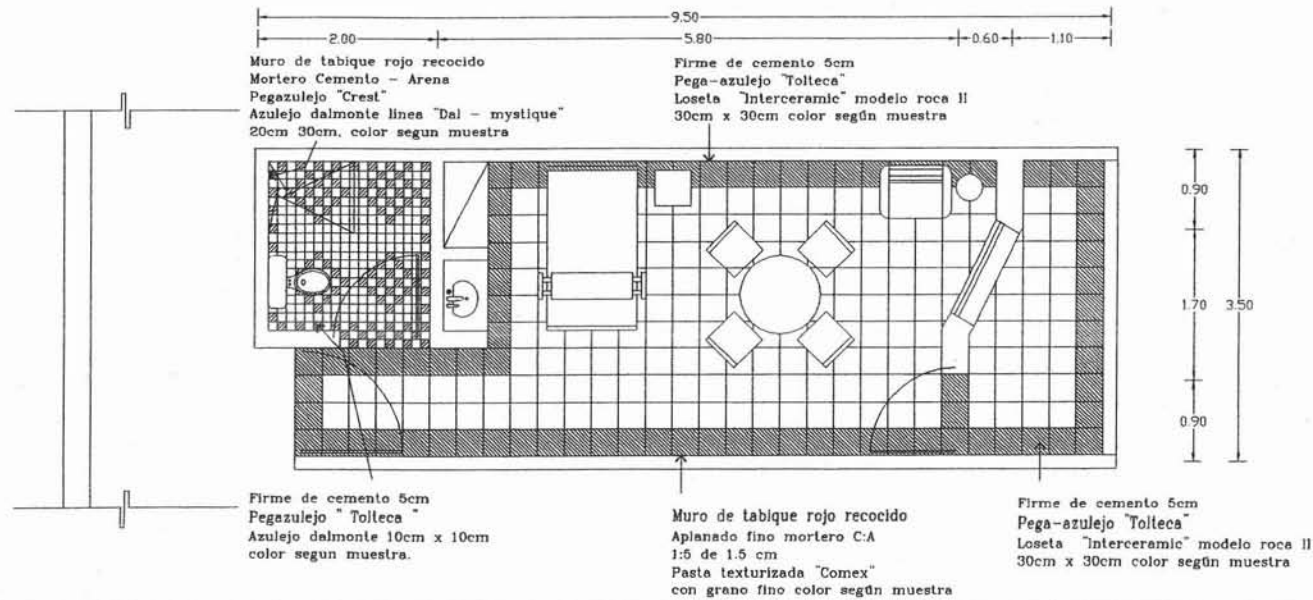 9.50
2.00
5.80
0.60
1.10
Muro de tabique rojo recocido
Mortero Cemento - Arena
Pegazulejo "Crest"
Azulejo dalmonte linea "Dal - mystique"
20cm 30cm, color segun muestra
Firme de cemento 5cm
Pega-azulejo "Tolteca"
Loseta "Interceramic" modelo roca II
30cm x 30cm color según muestra
0.90
1.70
3.50
0.90
Firme de cemento 5cm
Pegazulejo " Tolteca "
Azulejo dalmonte 10cm x 10cm
color segun muestra.
Muro de tabique rojo recocido
Aplanado fino mortero C:A
1:5 de 1.5 cm
Pasta texturizada "Comex"
con grano fino color según muestra
Firme de cemento 5cm
Pega-azulejo "Tolteca"
Loseta "Interceramic" modelo roca II
30cm x 30cm color según muestra